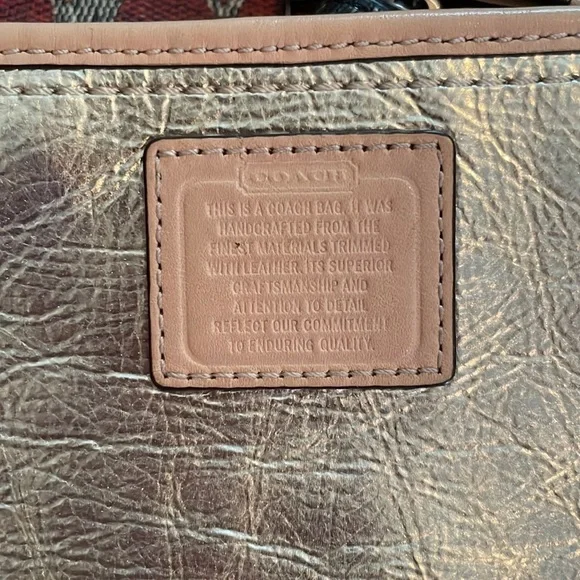 COACH
THIS IS A COACH BAG. IT WAS
HANDCRAFTED FROM THE
FINEST MATERIALS TRIMMED
WITH LEATHER. ITS SUPERIOR
CRAFTSMANSHIP AND
ATTENTION TO DETAIL
REFLECT OUR COMMITMENT
TO ENDURING QUALITY.